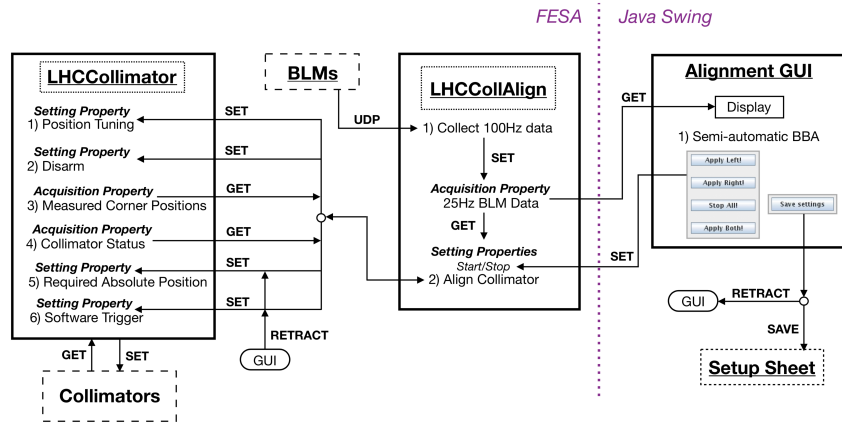 FESA
Java Swing
LHCCollimator
Setting Property
1) Position Tuning
SET
Setting Property
2) Disarm
SET
Acquisition Property
3) Measured Corner Positions
GET
Acquisition Property
4) Collimator Status
GET
Setting Property
5) Required Absolute Position
SET
Setting Property
6) Software Trigger
SET
RETRACT
GUI
GET
SET
Collimators
BLMs
UDP
LHCCollAlign
1) Collect 100Hz data
SET
Acquisition Property
25Hz BLM Data
GET
Setting Properties
Start/Stop
2) Align Collimator
GET
SET
Alignment GUI
Display
1) Semi-automatic BBA
Apply Left!
Apply Right!
Stop All!
Apply Both!
Save settings
GUI
RETRACT
SAVE
Setup Sheet